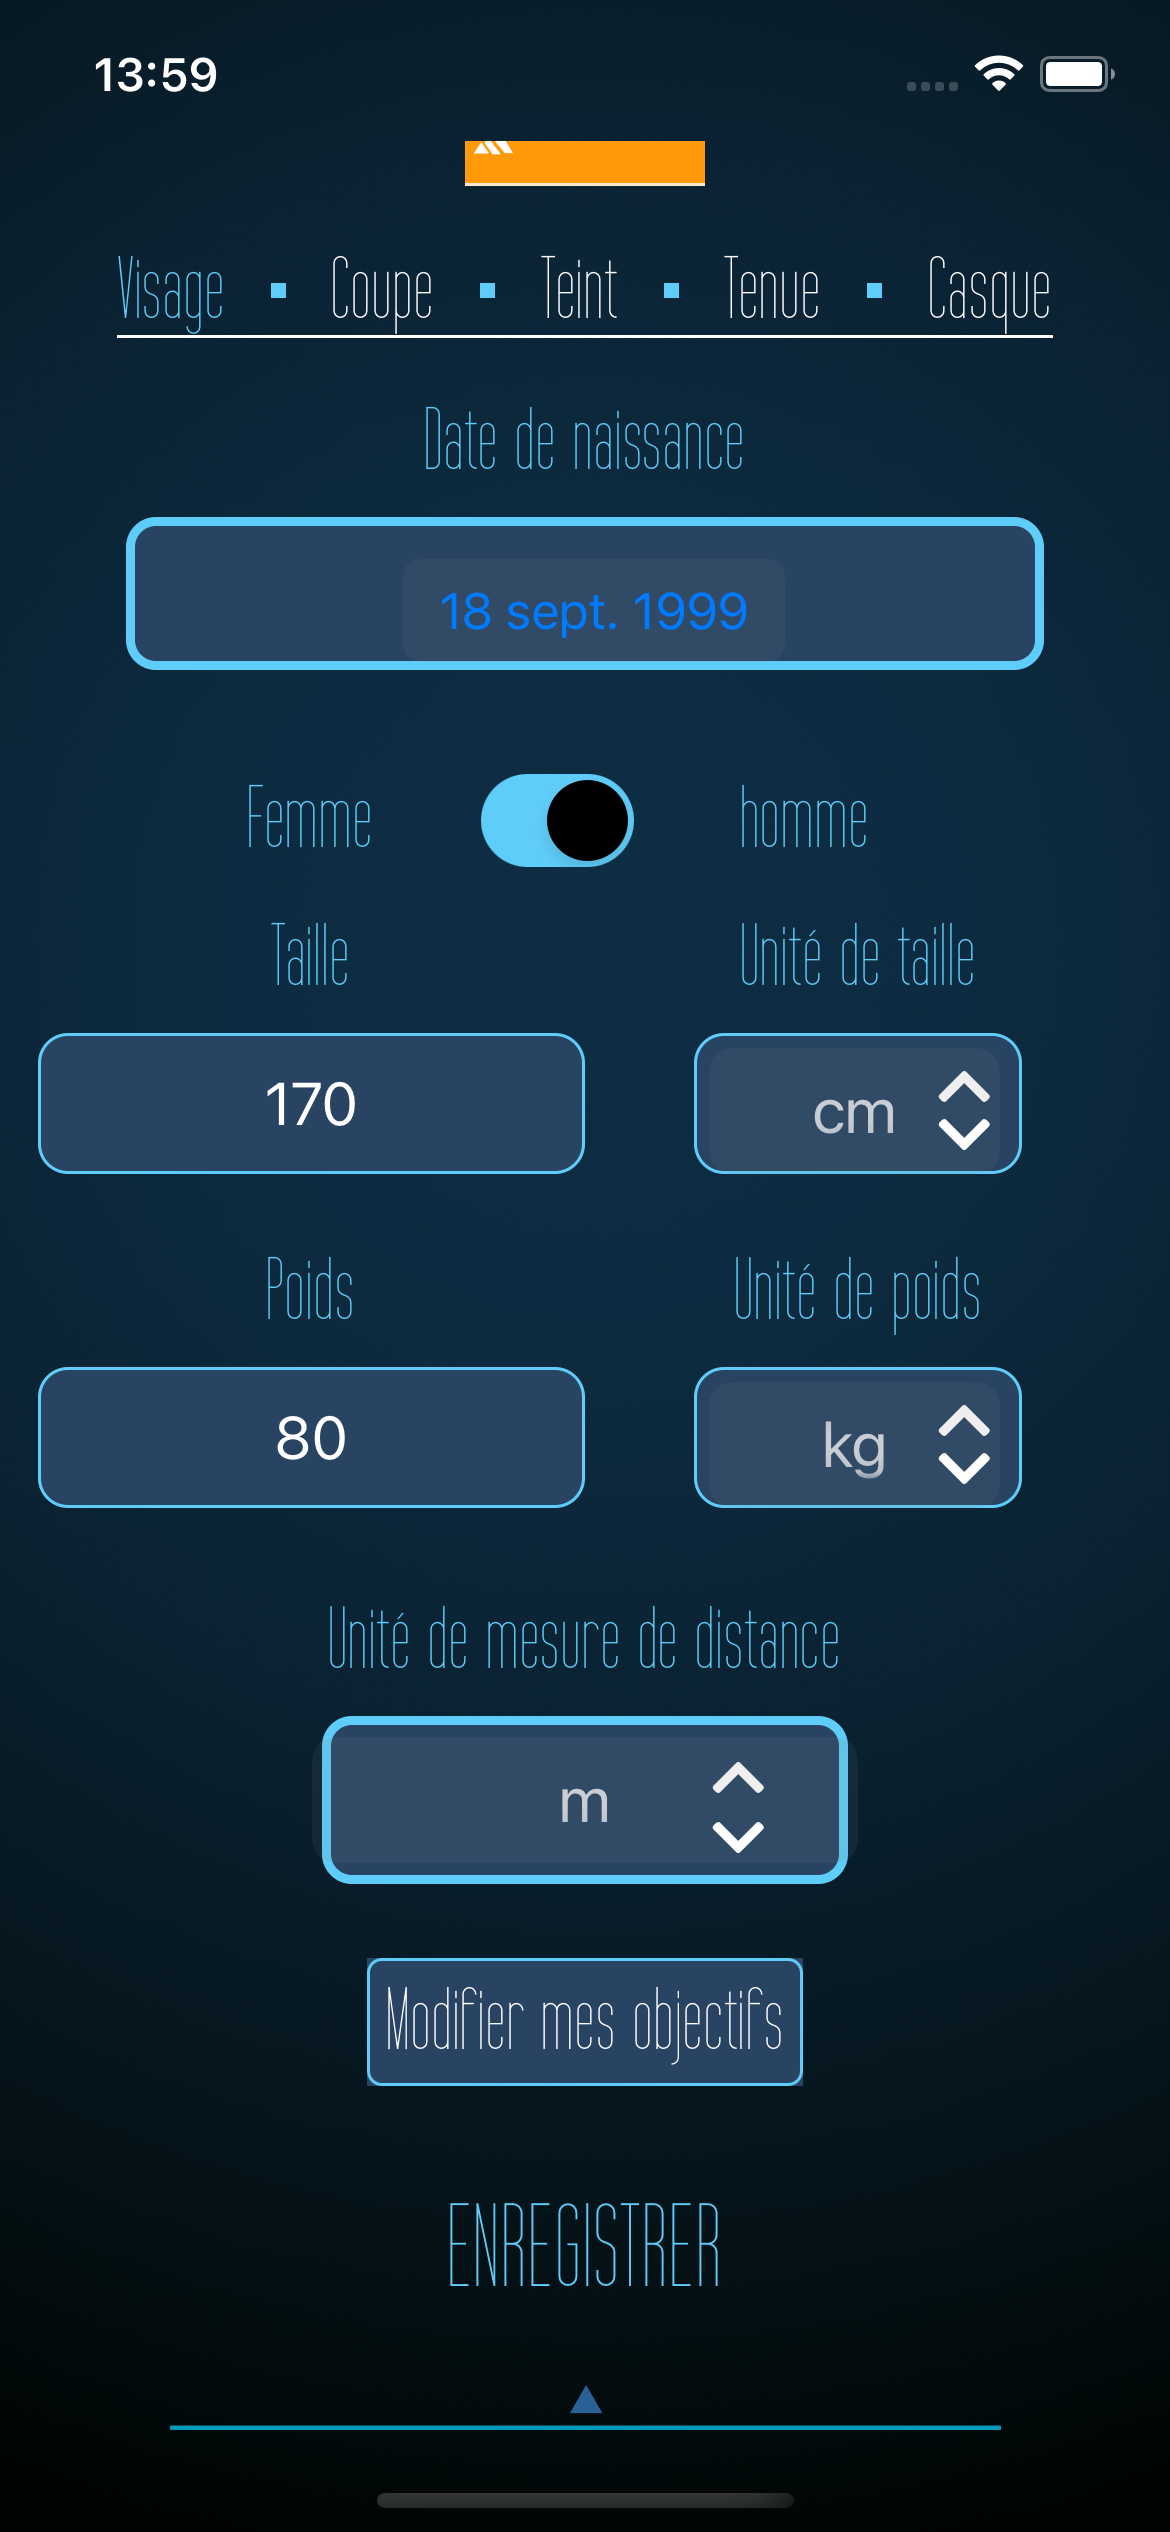 13:59
Visage Coupe Teint Tenue Casque
Date de naissance
18 sept. 1999
Femme homme
Taille Unité de taille
170 cm
Poids Unité de poids
80 kg
Unité de mesure de distance
m
Modifier mes objectifs
ENREGISTRER